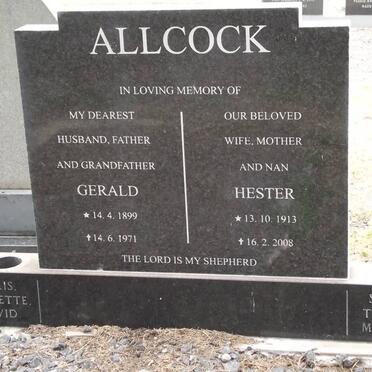 ALLCOCK
IN LOVING MEMORY OF
MY DEAREST
HUSBAND, FATHER
AND GRANDFATHER
GERALD
★ 14. 4. 1899
✝ 14. 6. 1971
OUR BELOVED
WIFE, MOTHER
AND NAN
HESTER
★ 13. 10. 1913
✝ 16. 2. 2008
THE LORD IS MY SHEPHERD